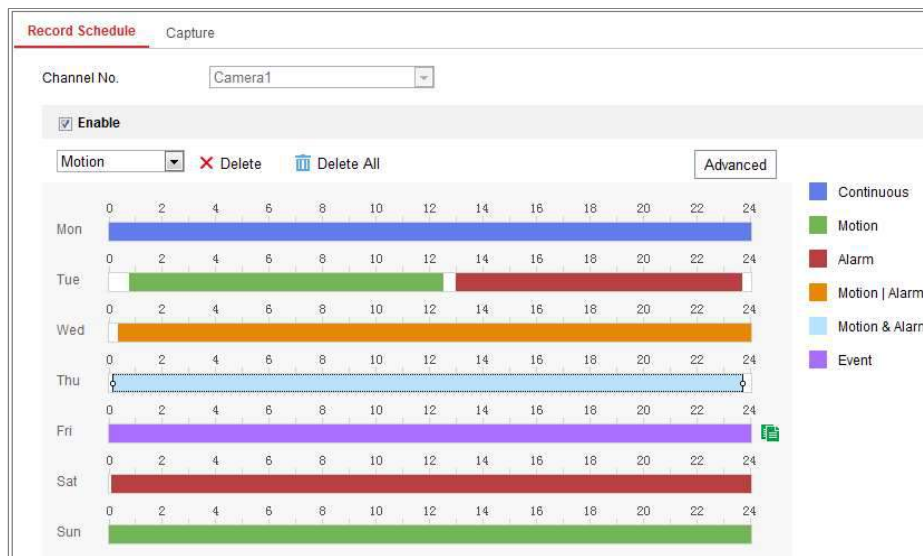 Record Schedule Capture
Channel No. Camera1
Enable
Motion Delete Delete All Advanced
Continuous
0 2 4 6 8 10 12 14 16 18 20 22 24
Mon
Motion
0 2 4 6 8 10 12 14 16 18 20 22 24
Tue
Alarm
0 2 4 6 8 10 12 14 16 18 20 22 24
Motion | Alarm
Wed
Motion & Alarm
0 2 4 6 8 10 12 14 16 18 20 22 24
Event
Thu
0 2 4 6 8 10 12 14 16 18 20 22 24
Fri
0 2 4 6 8 10 12 14 16 18 20 22 24
Sat
0 2 4 6 8 10 12 14 16 18 20 22 24
Sun